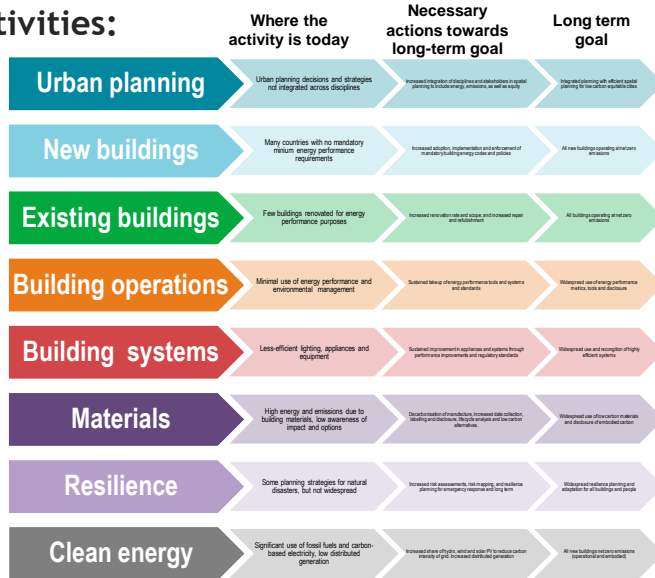 tivities:
Where the
activity is today
Necessary
actions towards
long-term goal
Long term
goal
Urban planning
Urban planning decisions and strategies
not integrated across disciplines
Increased integration of disciplines and stakeholders in spatial
planning to include energy, emissions, as well as equity
Integrated planning with efficient spatial
planning for low carbon equitable cities
New buildings
Many countries with no mandatory
minium energy performance
requirements
Increased adoption, implementation and enforcement of
mandatory building energy codes and policies
All new buildings operating at net zero
emissions
Existing buildings
Few buildings renovated for energy
performance purposes
Increased renovation rate and scope; and increased repair
and refubishment
All buildings operating at net zero
emissions
Building operations
Minimal use of energy performance and
environmental management
Sustained take up of energy performance tools and systems
and standards
Widespread use of energy performance
metrics, tools and disclosure
Building systems
Less-efficient lighting, appliances and
equipment
Sustained improvement in appliances and systems through
performance improvements and regulatory standards
Widespread use and recongition of highly
efficient systems
Materials
High energy and emissions due to
building materials, low awareness of
impact and options
Decarbonisation of manufacture, increased data collection,
labelling and disclosure, lifecycle analysis and low carbon
alternatives.
Widespread use of low carbon materials
and disclosure of embodied carbon
Resilience
Some planning strategies for natural
disasters, but not widespread
Increased risk assessements, risk mapping, and resilience
planning for emergency response and long term
Widespread resilience planning and
adaptation for all buildings and people
Clean energy
Significant use of fossil fuels and carbon-
based electricity, low distributed
generation
Increased share of hydro, wind and solar PV to reduce carbon
intensity of grid. Increased distributed generation
All new buildings net zero emissions
(operational and embodied)